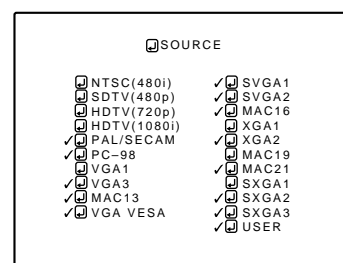 SOURCE
NTSC(480i)
SDTV(480p)
HDTV(720p)
HDTV(1080i)
✓ PAL/SECAM
✓ PC–98
VGA1
✓ VGA3
✓ MAC13
✓ VGA VESA
✓ SVGA1
✓ SVGA2
✓ MAC16
XGA1
✓ XGA2
MAC19
✓ MAC21
SXGA1
✓ SXGA2
✓ SXGA3
✓ USER